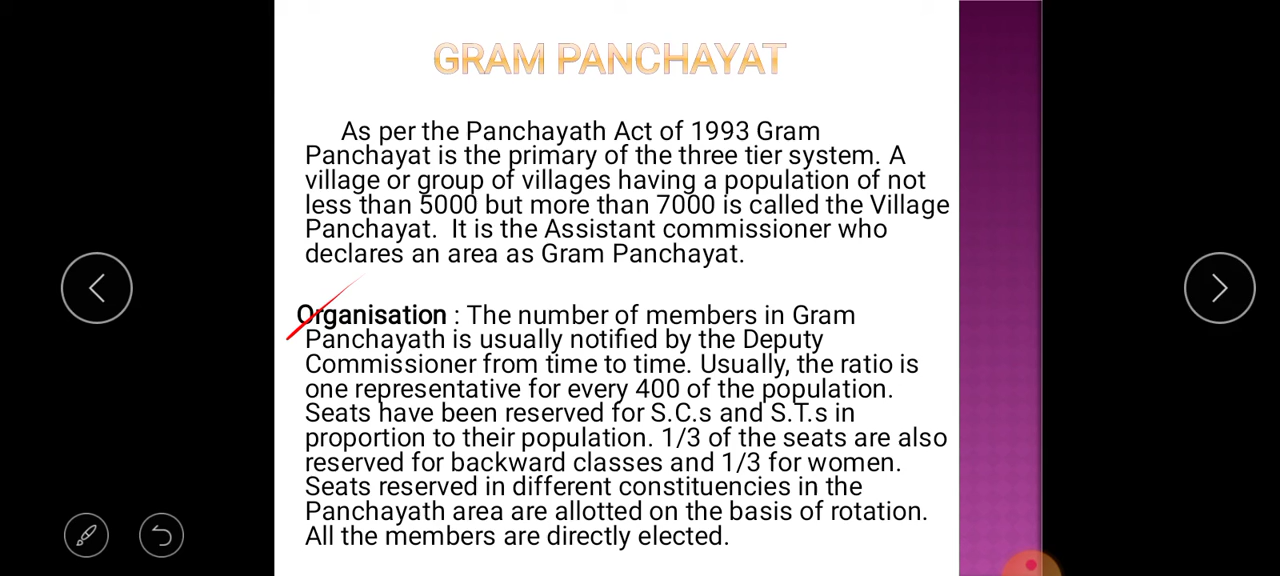 GRAM PANCHAYAT
As per the Panchayath Act of 1993 Gram
Panchayat is the primary of the three tier system. A
village or group of villages having a population of not
less than 5000 but more than 7000 is called the Village
Panchayat. It is the Assistant commissioner who
declares an area as Gram Panchayat.
Organisation : The number of members in Gram
Panchayath is usually notified by the Deputy
Commissioner from time to time. Usually, the ratio is
one representative for every 400 of the population.
Seats have been reserved for S.C.s and S.T.s in
proportion to their population. 1/3 of the seats are also
reserved for backward classes and 1/3 for women.
Seats reserved in different constituencies in the
Panchayath area are allotted on the basis of rotation.
All the members are directly elected.